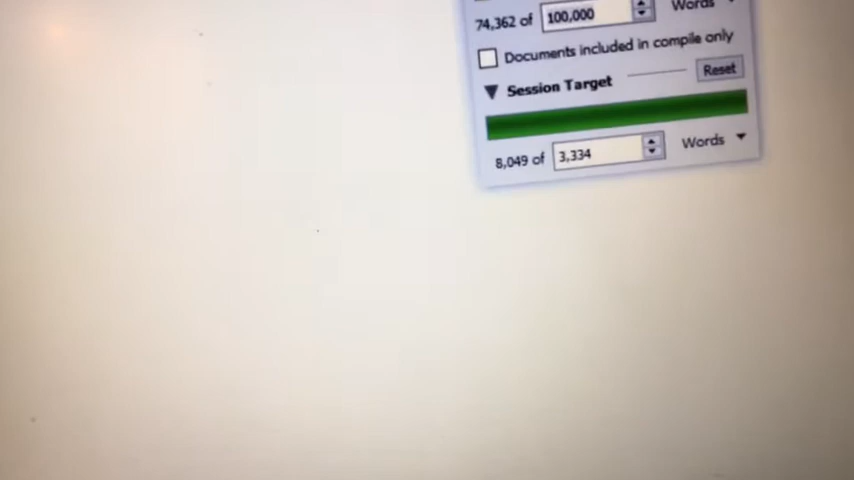 74,362 of 100,000 Words
Documents included in compile only
Session Target Reset
8,049 of 3,334 Words